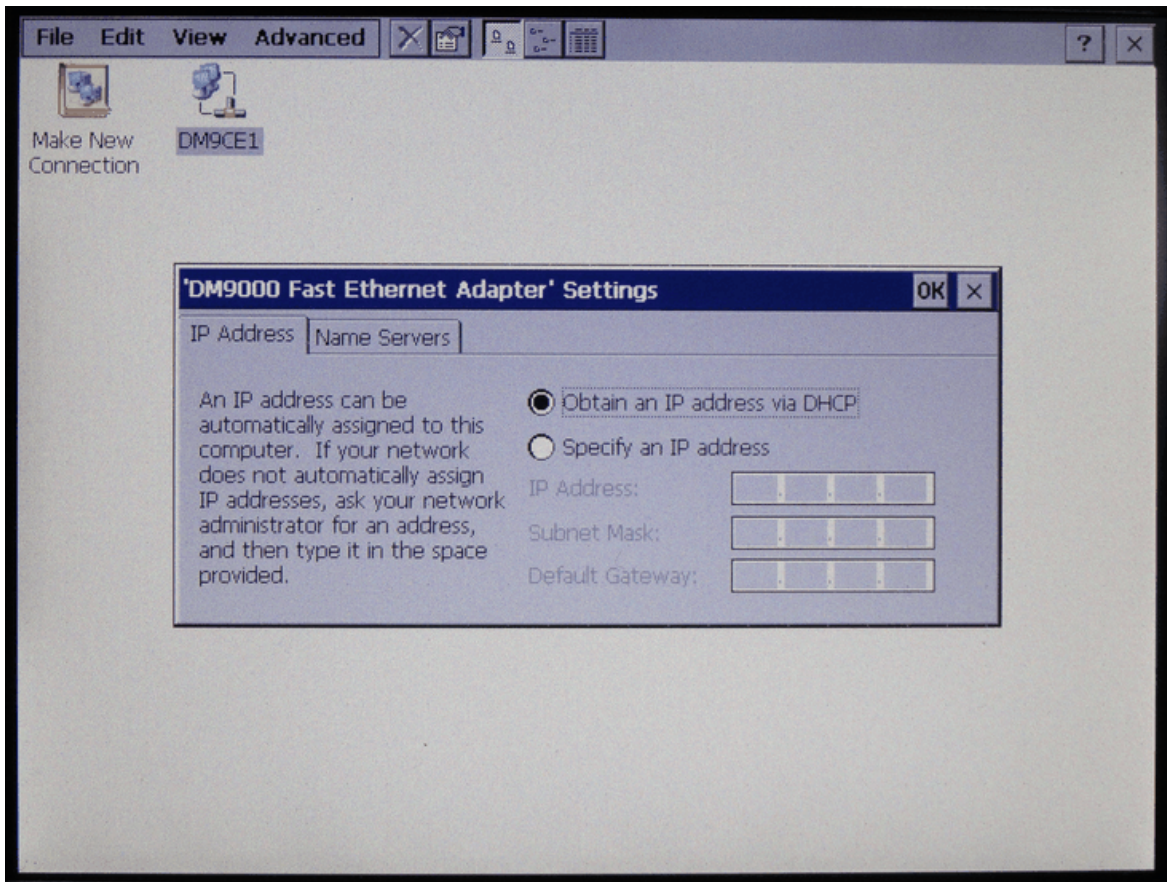 File Edit View Advanced
? ×
Make New
Connection
DM9CE1
'DM9000 Fast Ethernet Adapter' Settings OK ×
IP Address Name Servers
An IP address can be
automatically assigned to this
computer. If your network
does not automatically assign
IP addresses, ask your network
administrator for an address,
and then type it in the space
provided.
Obtain an IP address via DHCP
Specify an IP address
IP Address:
Subnet Mask:
Default Gateway: